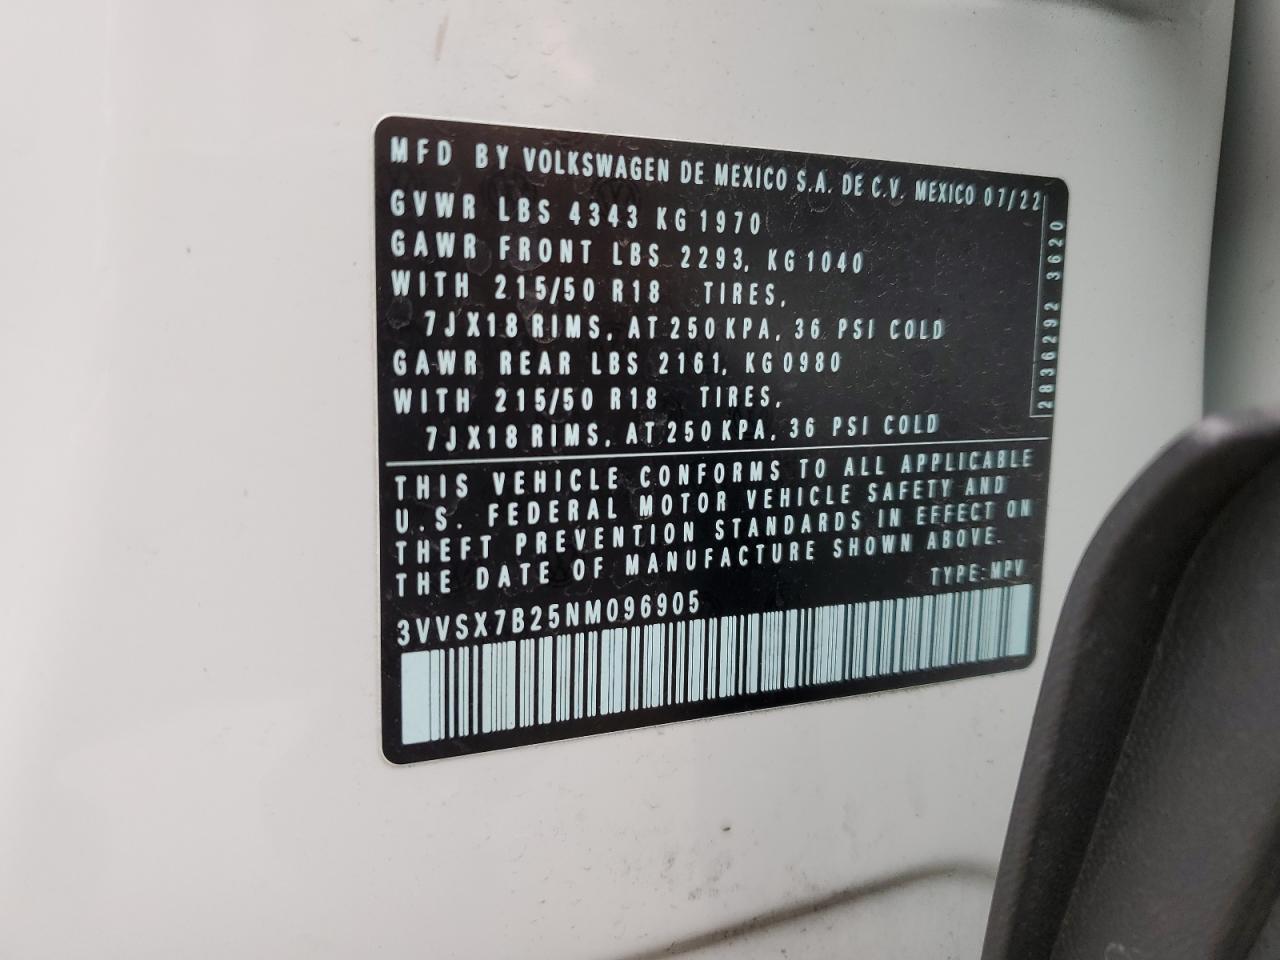 MFD BY VOLKSWAGEN DE MEXICO S.A. DE C.V. MEXICO 07/22
GVWR LBS 4343 KG 1970
GAWR FRONT LBS 2293, KG 1040
WITH 215/50 R18 TIRES,
7JX18 RIMS, AT 250 KPA, 36 PSI COLD
GAWR REAR LBS 2161, KG 0980
WITH 215/50 R18 TIRES,
7JX18 RIMS, AT 250 KPA, 36 PSI COLD
2836292 3620
THIS VEHICLE CONFORMS TO ALL APPLICABLE
U.S. FEDERAL MOTOR VEHICLE SAFETY AND
THEFT PREVENTION STANDARDS IN EFFECT ON
THE DATE OF MANUFACTURE SHOWN ABOVE.
TYPE: MPV
3VVSX7B25NM096905